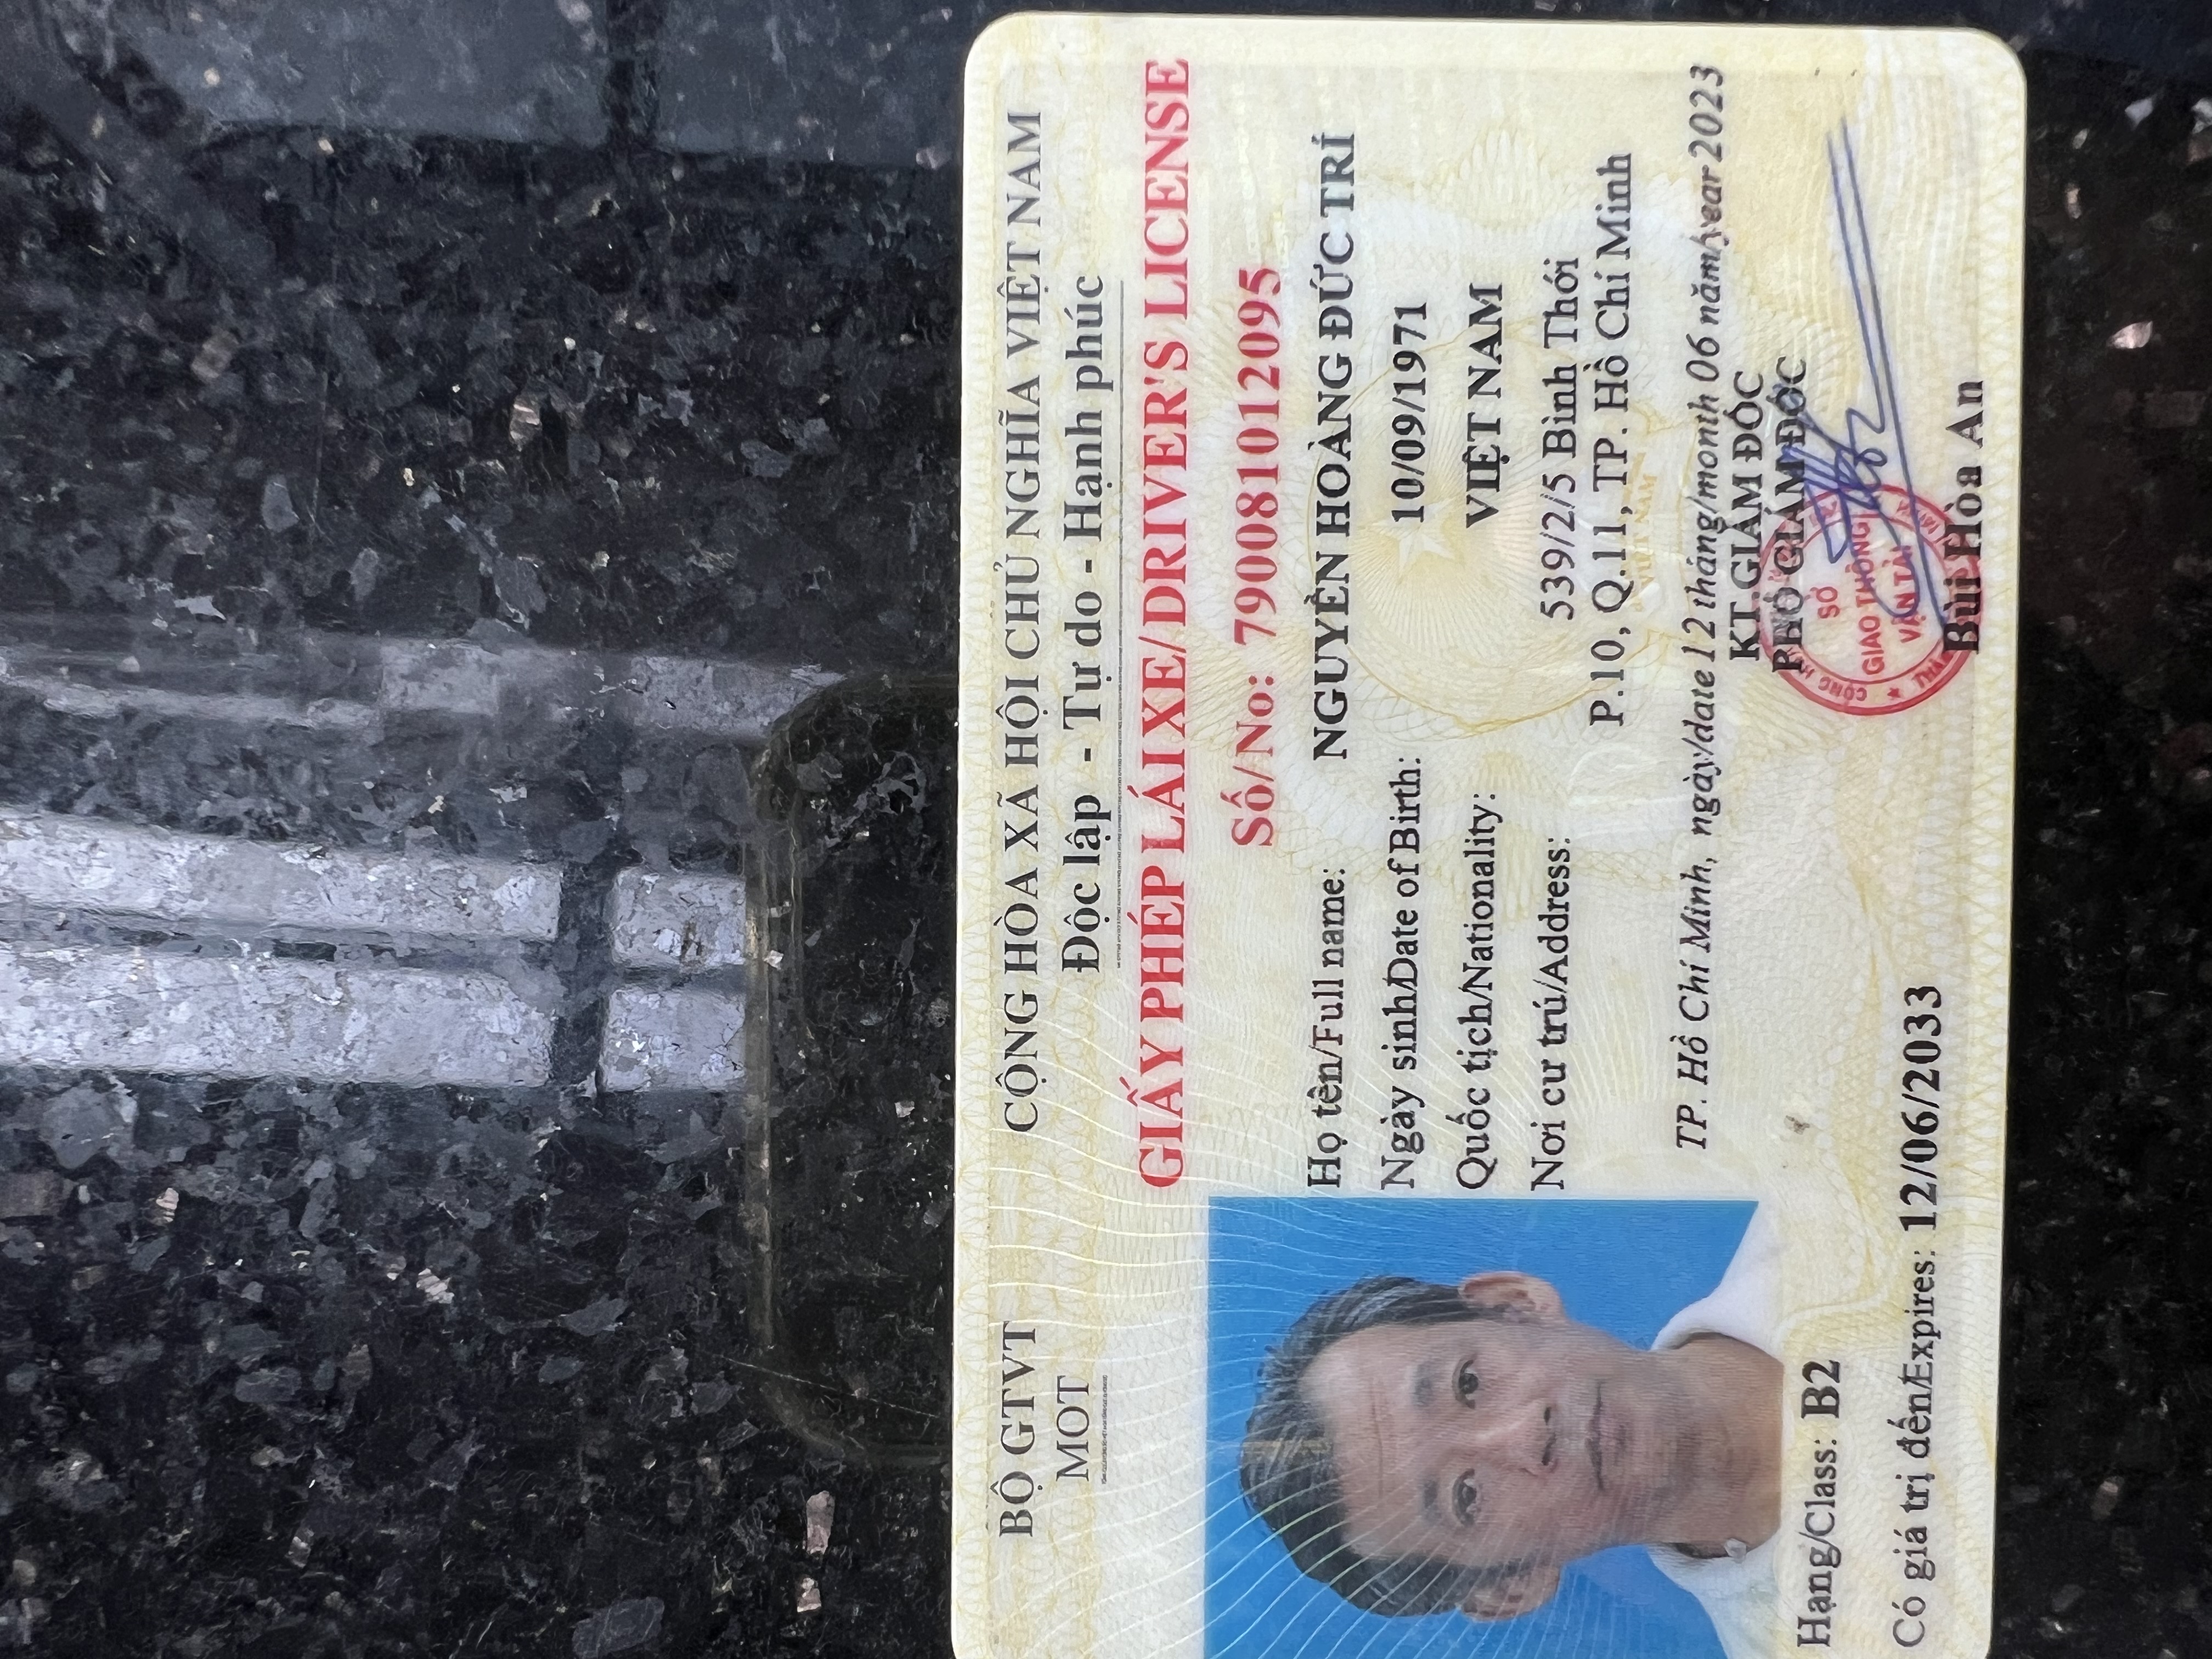 BỘ GTVT
MOT
CỘNG HÒA XÃ HỘI CHỦ NGHĨA VIỆT NAM
Độc lập - Tự do - Hạnh phúc
GIẤY PHÉP LÁI XE/DRIVER'S LICENSE
Số/No: 790081012095
Họ tên/Full name: NGUYỄN HOÀNG ĐỨC TRÍ
Ngày sinh/Date of Birth: 10/09/1971
Quốc tịch/Nationality: VIỆT NAM
Nơi cư trú/Address: 539/2/5 Bình Thới
P.10, Q.11, TP. Hồ Chí Minh
VIỆT NAM
TP. Hồ Chí Minh, ngày/date 12 tháng/month 06 năm/year 2023
KT.GIÁM ĐỐC
PHÓ GIÁM ĐỐC
SỞ
GIAO THÔNG
VẬN TẢI
Bùi Hòa An
Hạng/Class: B2
Có giá trị đến/Expires: 12/06/2033